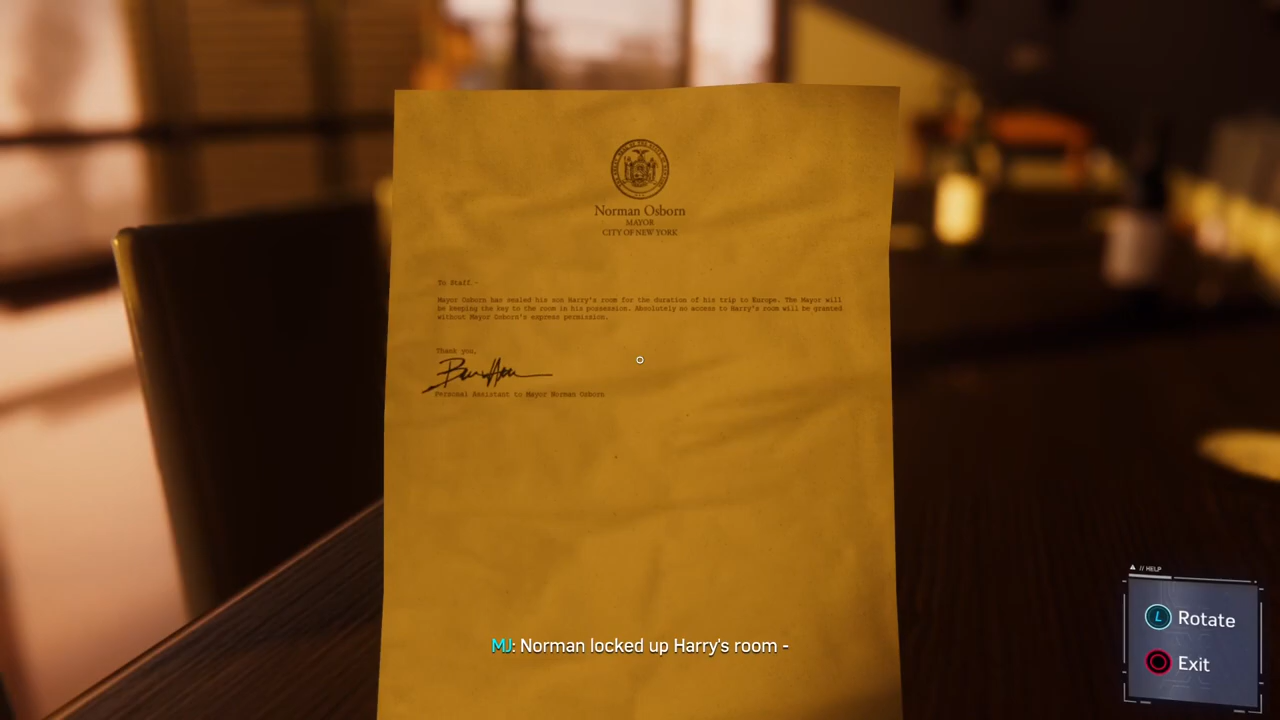 Norman Osborn
MAYOR
CITY OF NEW YORK
To Staff.-
Mayor Osborn has sealed his son Harry's room for the duration of his trip to Europe. The Mayor will
be keeping the key to the room in his possession. Absolutely no access to Harry's room will be granted
without Mayor Osborn's express permission.
Thank you,
Personal Assistant to Mayor Norman Osborn
MJ: Norman locked up Harry's room -
// HELP
L Rotate
Exit